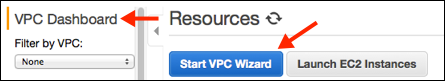 VPC Dashboard
Filter by VPC:
None
Resources
Start VPC Wizard
Launch EC2 Instances